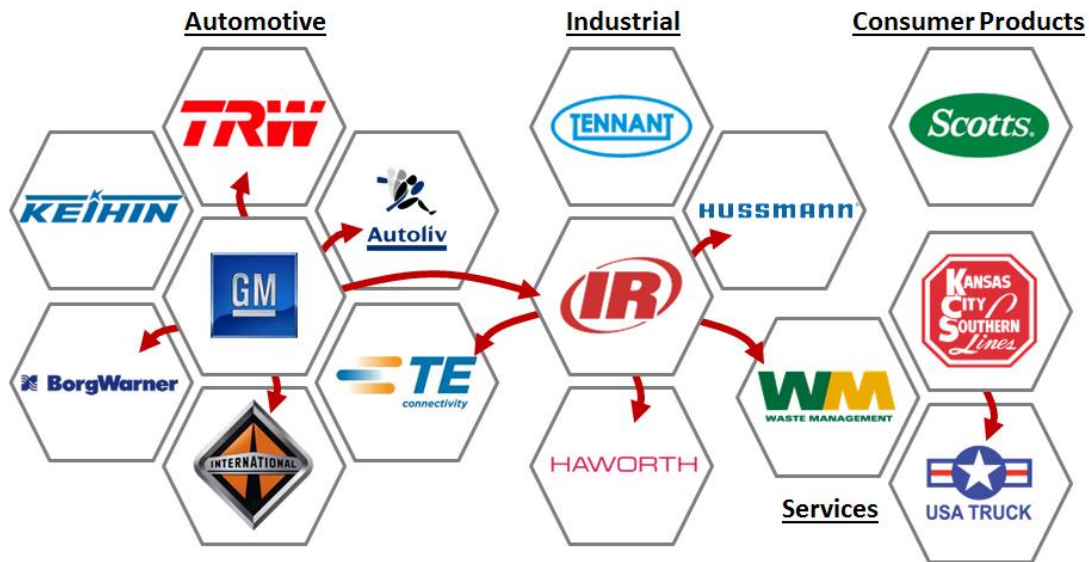 Automotive
Industrial
Consumer Products
TRW
TENNANT
Scotts.
KEIHIN
Autoliv
HUSSMANN
GM
IR
KANSAS
CITY
SOUTHERN
Lines
BorgWarner
TE
connectivity
WM
WASTE MANAGEMENT
INTERNATIONAL
HAWORTH
Services
USA TRUCK